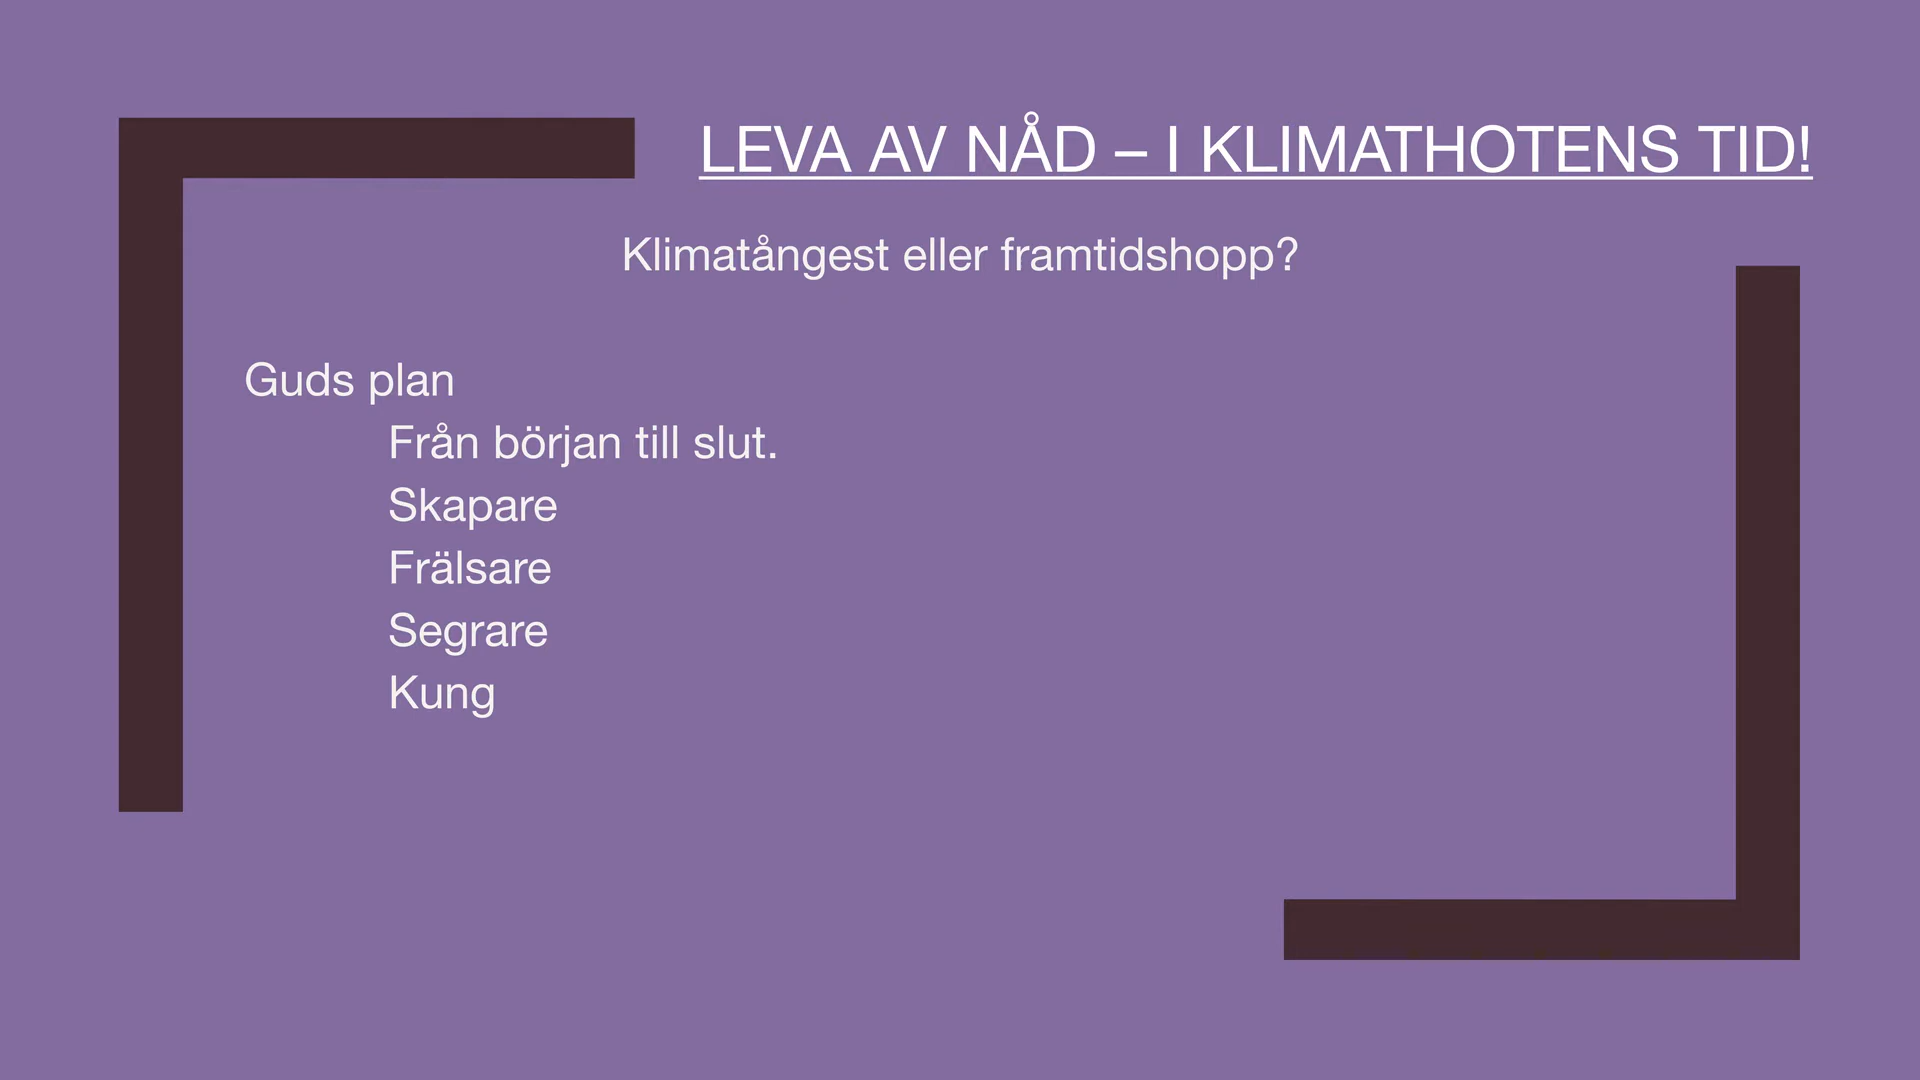 LEVA AV NÅD – I KLIMATHOTENS TID!
Klimatångest eller framtidshopp?
Guds plan
Från början till slut.
Skapare
Frälsare
Segrare
Kung